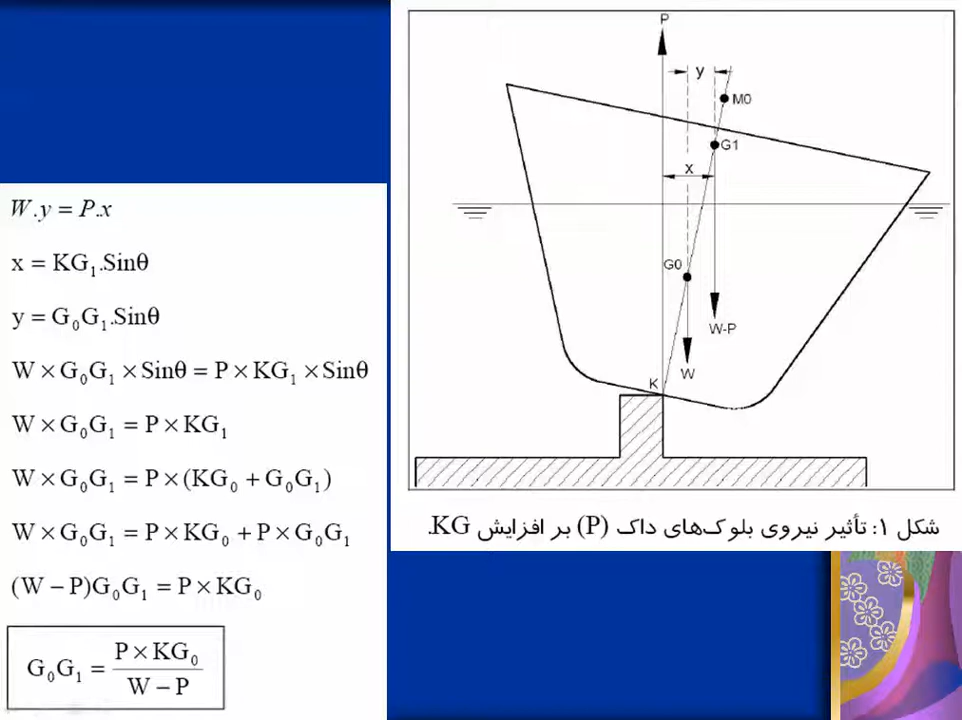 W.y = P.x
x = KG₁.Sinθ
y = G₀G₁.Sinθ
W × G₀G₁ × Sinθ = P × KG₁ × Sinθ
W × G₀G₁ = P × KG₁
W × G₀G₁ = P × (KG₀ + G₀G₁)
W × G₀G₁ = P × KG₀ + P × G₀G₁
(W − P)G₀G₁ = P × KG₀
G₀G₁ = P × KG₀ / W − P
P
y
M0
G1
x
G0
W-P
W
K
شکل ۱: تأثیر نیروی بلوک‌های داک (P) بر افزایش KG.